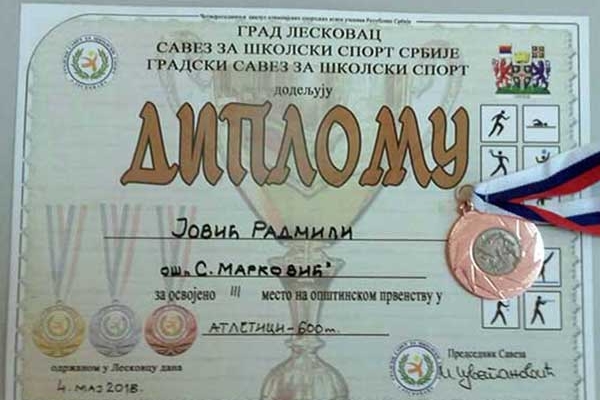 ГРАД ЛЕСКОВАЦ
САВЕЗ ЗА ШКОЛСКИ СПОРТ СРБИЈЕ
ГРАДСКИ САВЕЗ ЗА ШКОЛСКИ СПОРТ
додељују
ДИПЛОМУ
ЈОВИЋ РАДМИЛИ
ОШ „С. МАРКОВИЋ"
за освојено III место на општинском првенству у
АТЛЕТИЦИ-600m.
одржаном у Лесковцу дана
4. МАЈ 2018.
Председник Савеза